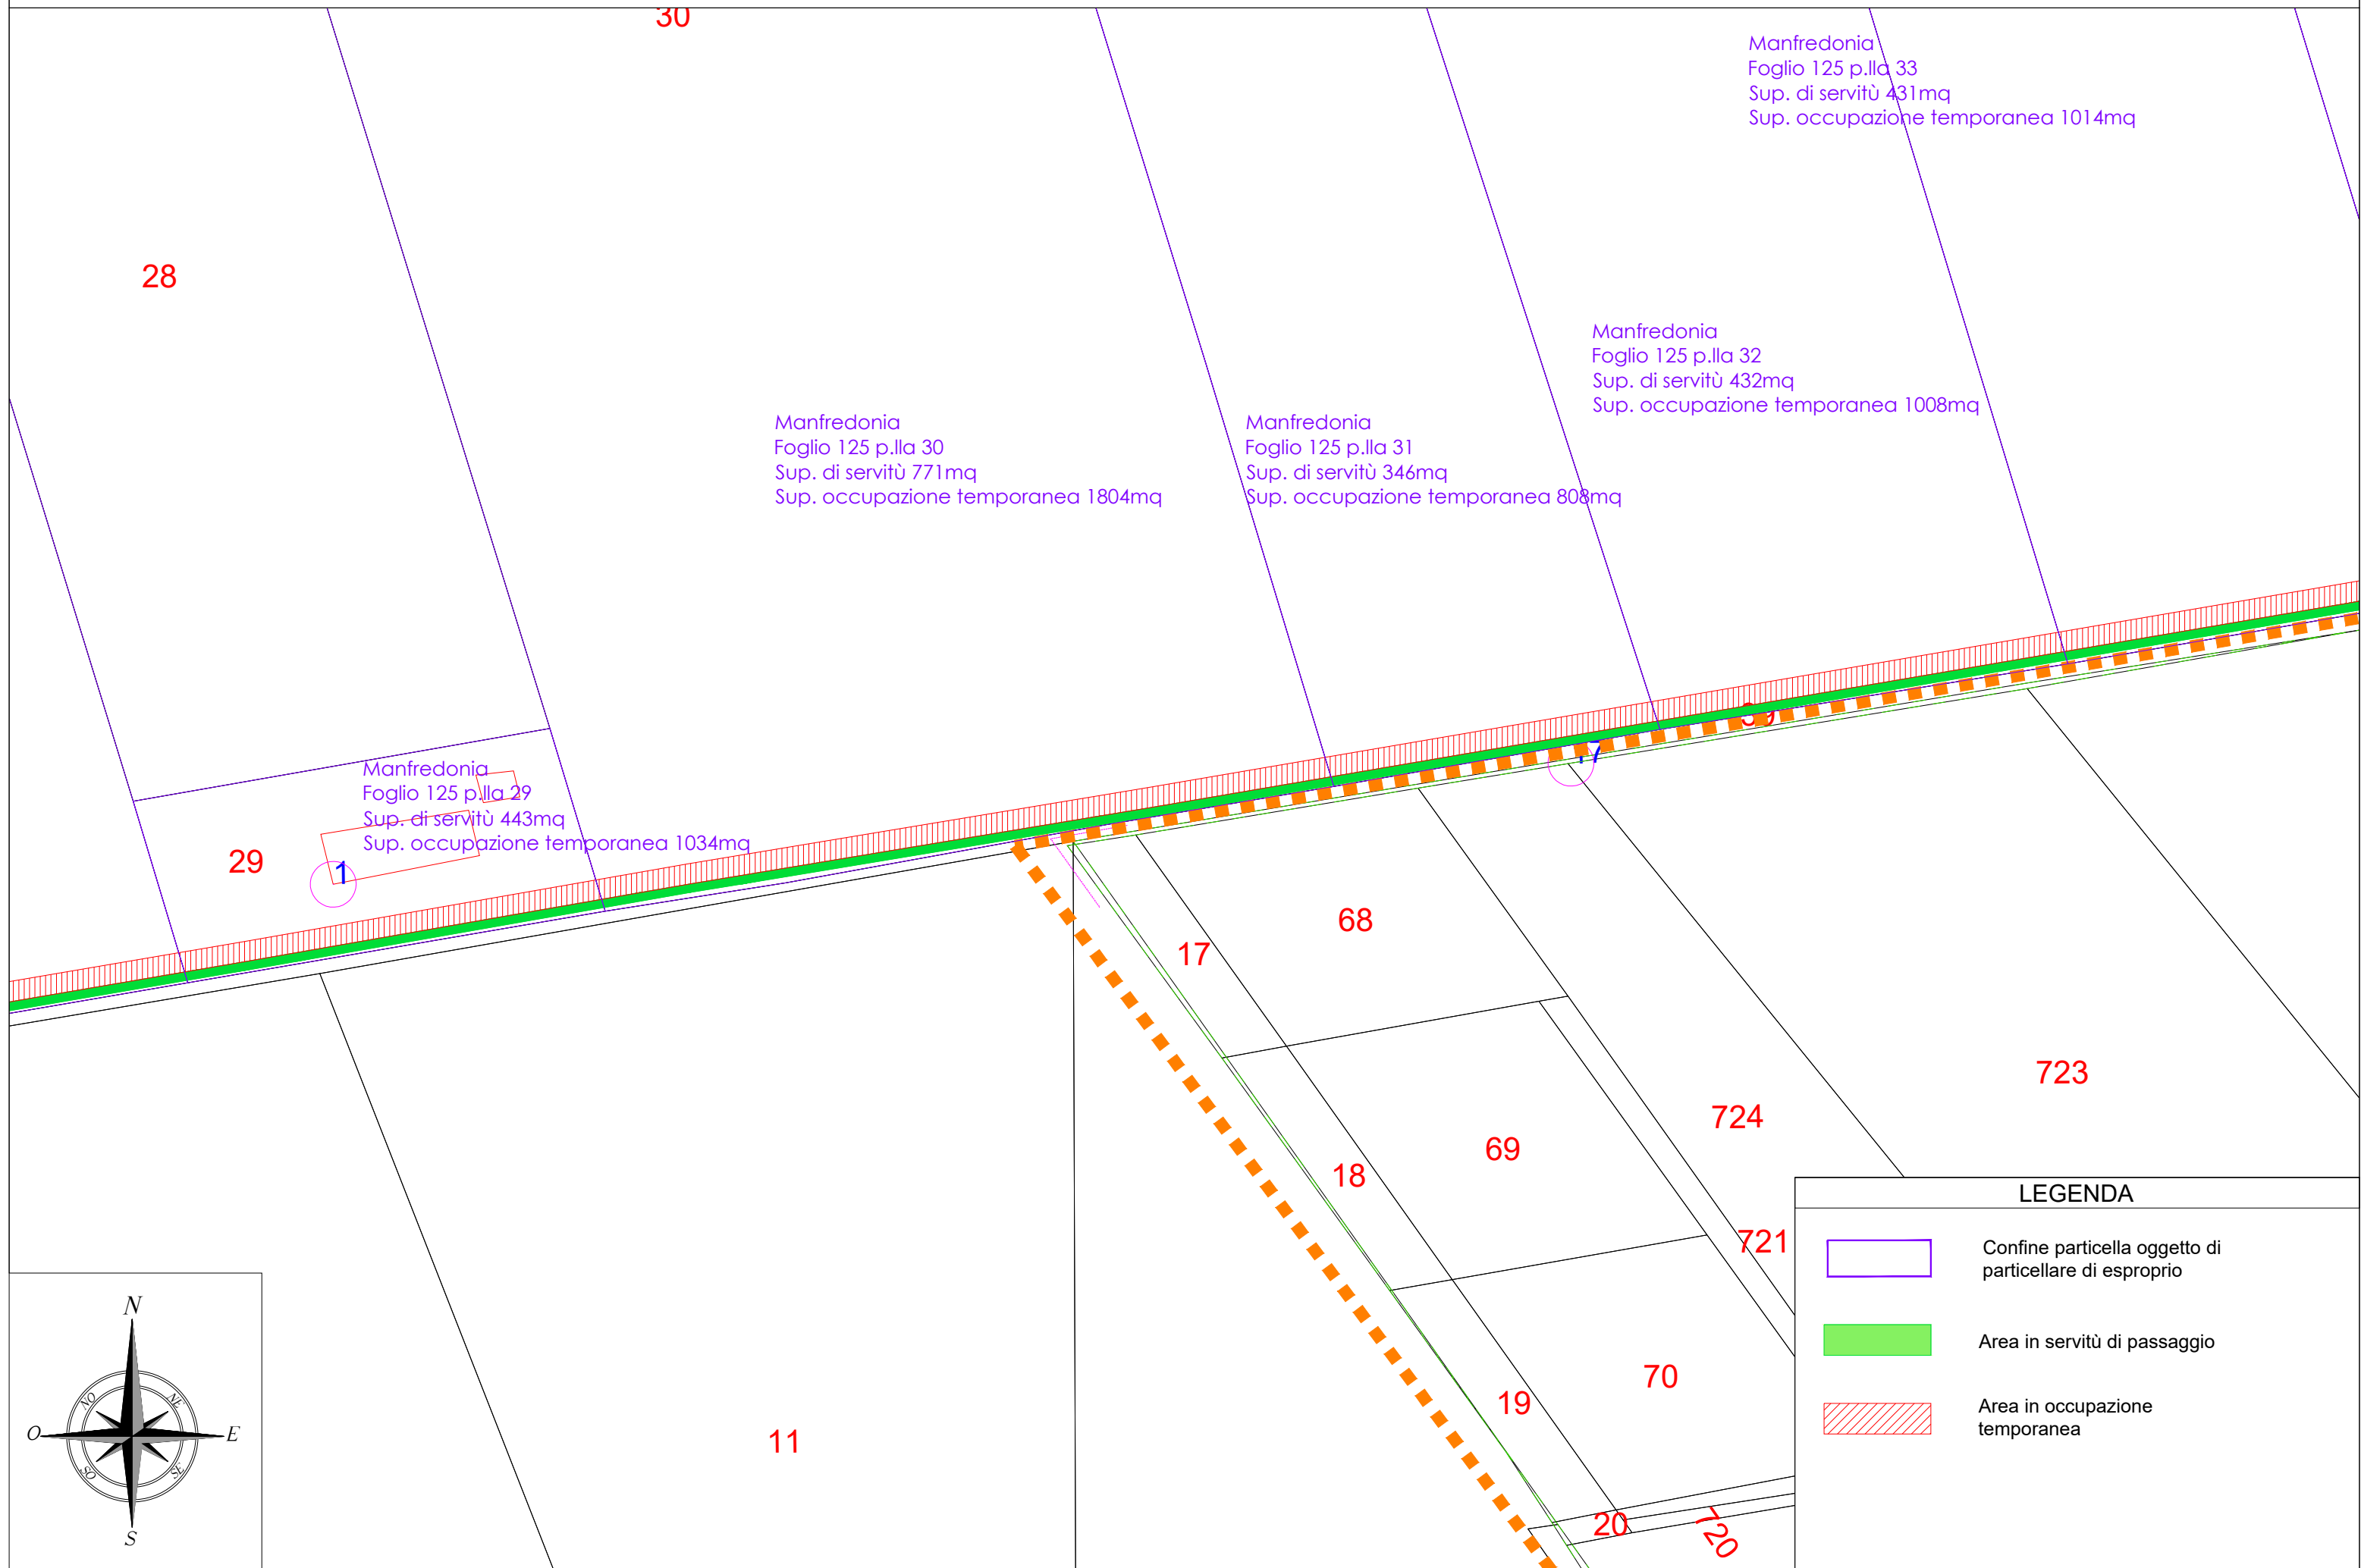 30
Manfredonia
Foglio 125 p.lla 33
Sup. di servitù 431mq
Sup. occupazione temporanea 1014mq
28
Manfredonia
Foglio 125 p.lla 32
Sup. di servitù 432mq
Sup. occupazione temporanea 1008mq
Manfredonia
Foglio 125 p.lla 30
Sup. di servitù 771mq
Sup. occupazione temporanea 1804mq
Manfredonia
Foglio 125 p.lla 31
Sup. di servitù 346mq
Sup. occupazione temporanea 808mq
Manfredonia
Foglio 125 p.lla 29
Sup. di servitù 443mq
Sup. occupazione temporanea 1034mq
29
1
17
68
17
723
724
69
18
721
70
19
11
20
720
LEGENDA
Confine particella oggetto di
particellare di esproprio
Area in servitù di passaggio
Area in occupazione
temporanea
N
NO
NE
O
E
SO
SE
S